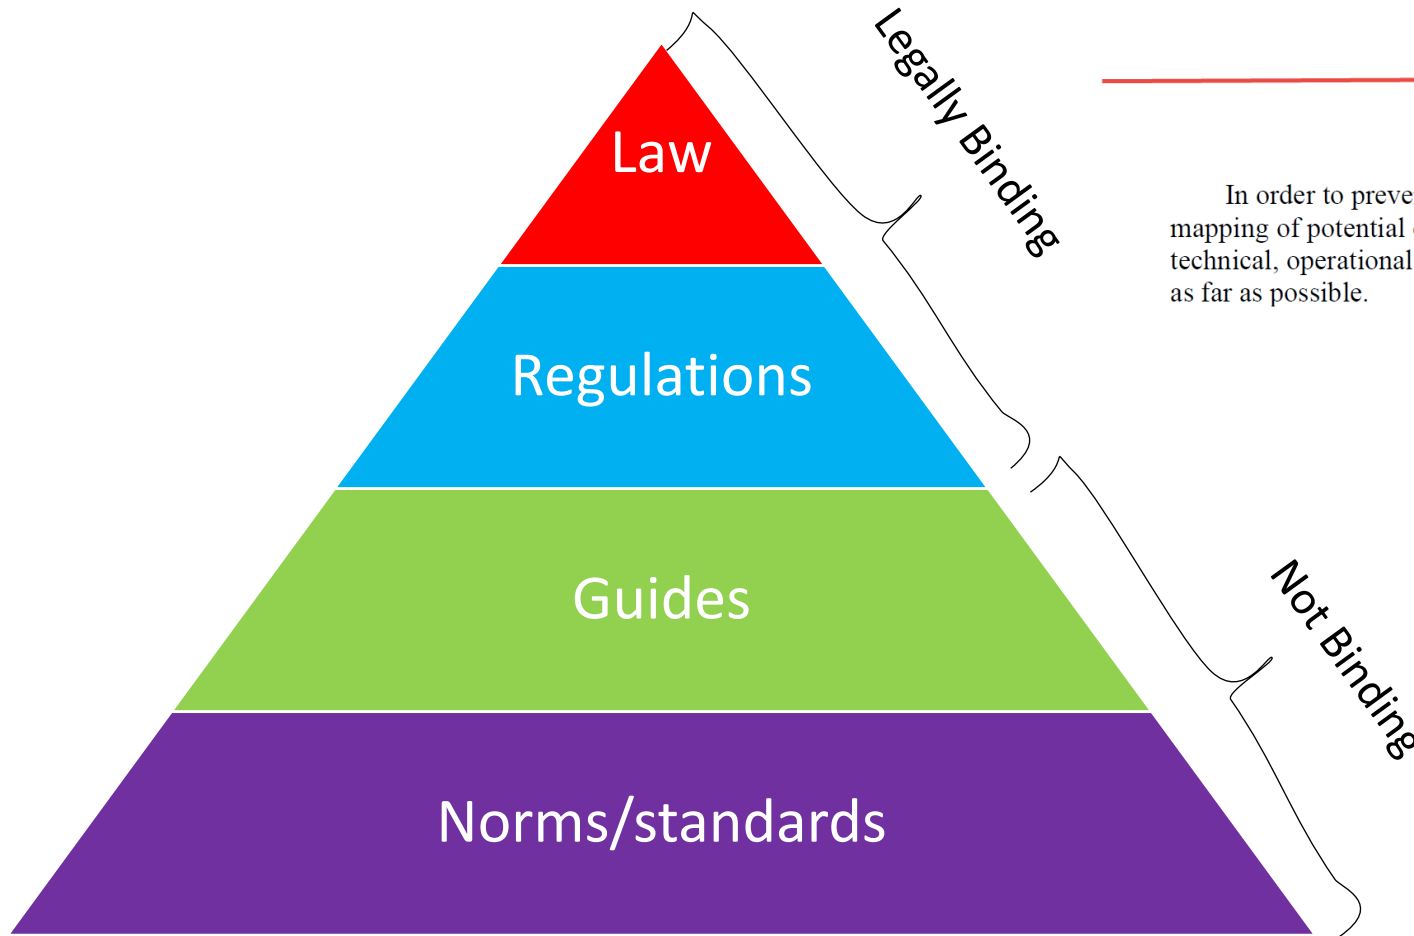 Law
Regulations
Guides
Norms/standards
Legally Binding
Not Binding
In order to preve
mapping of potential
technical, operational
as far as possible.